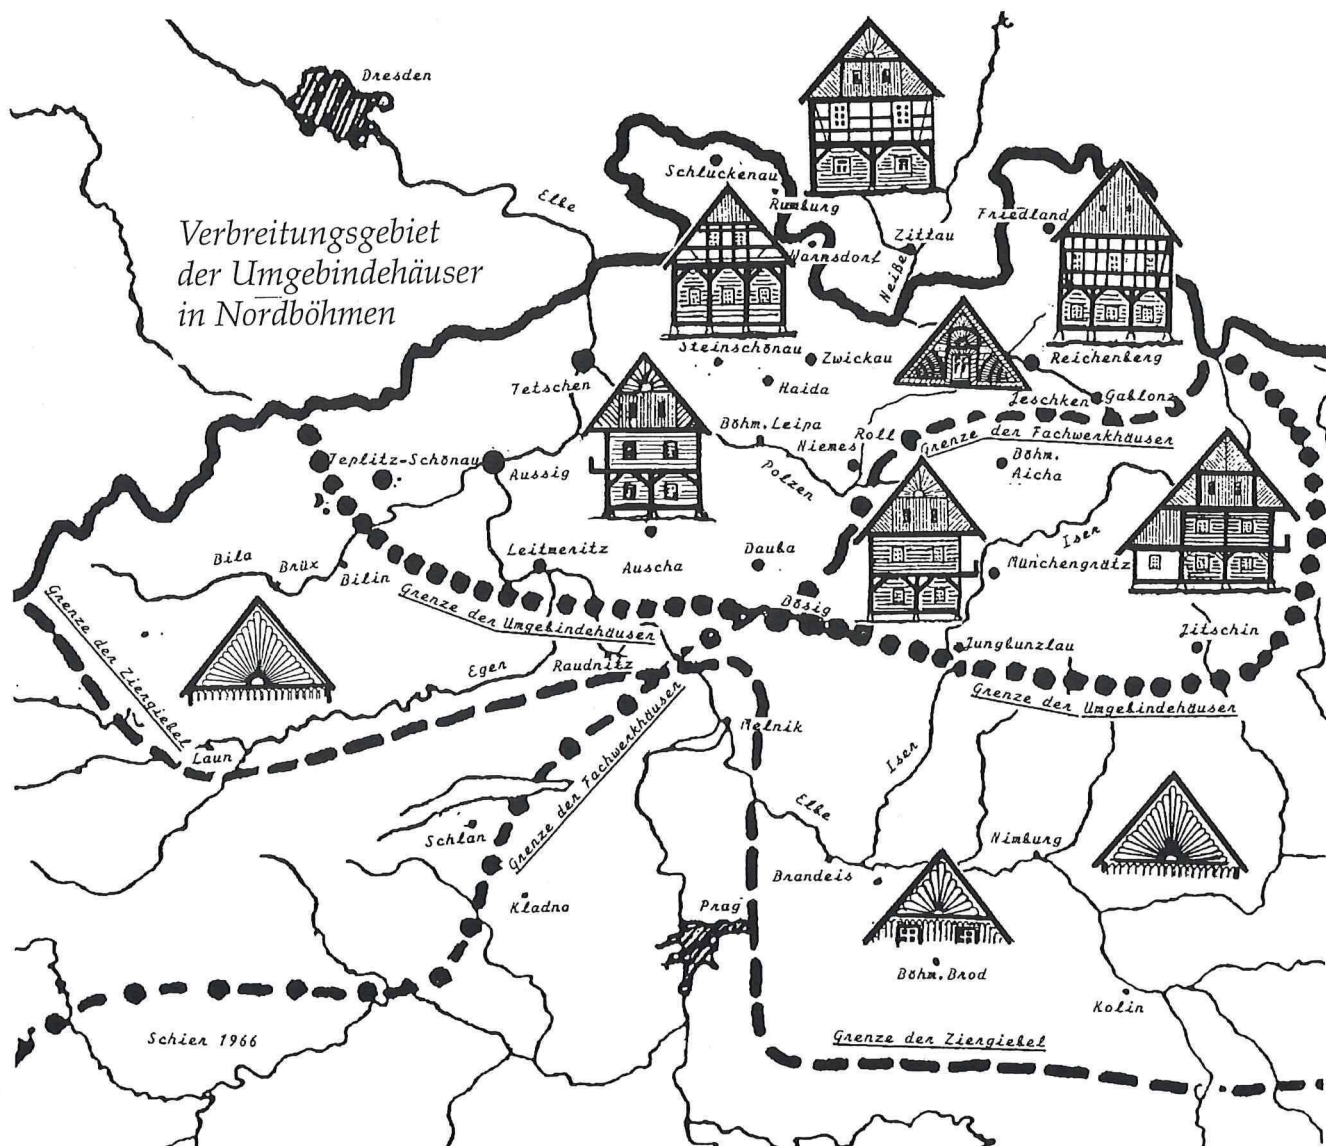 Dresden
Elbe
Verbreitungsgebiet
der Umgebindehäuser
in Nordböhmen
Schluckenau
Rumburg
Warnsdorf
Zittau
Neiße
Friedland
Steinschönau
Zwickau
Haida
Reichenberg
Jeschken
Gablonz
Tetschen
Böhm. Leipa
Niemes
Roll
Grenze der Fachwerkhäuser
Böhm.
Aicha
Polzen
Teplitz-Schönau
Aussig
Bila
Brüx
Bilin
Leitmeritz
Auscha
Dauba
Bösig
Iser
Münchengrätz
Grenze der Umgebindehäuser
Grenze der Ziergiebel
Jungbunzlau
Jitschin
Grenze der Umgebindehäuser
Eger
Raudnitz
Laun
Melnik
Iser
Grenze der Fachwerkhäuser
Elbe
Schlan
Nimburg
Brandeis
Kladno
Prag
Böhm. Brod
Kolin
Schier 1966
Grenze der Ziergiebel